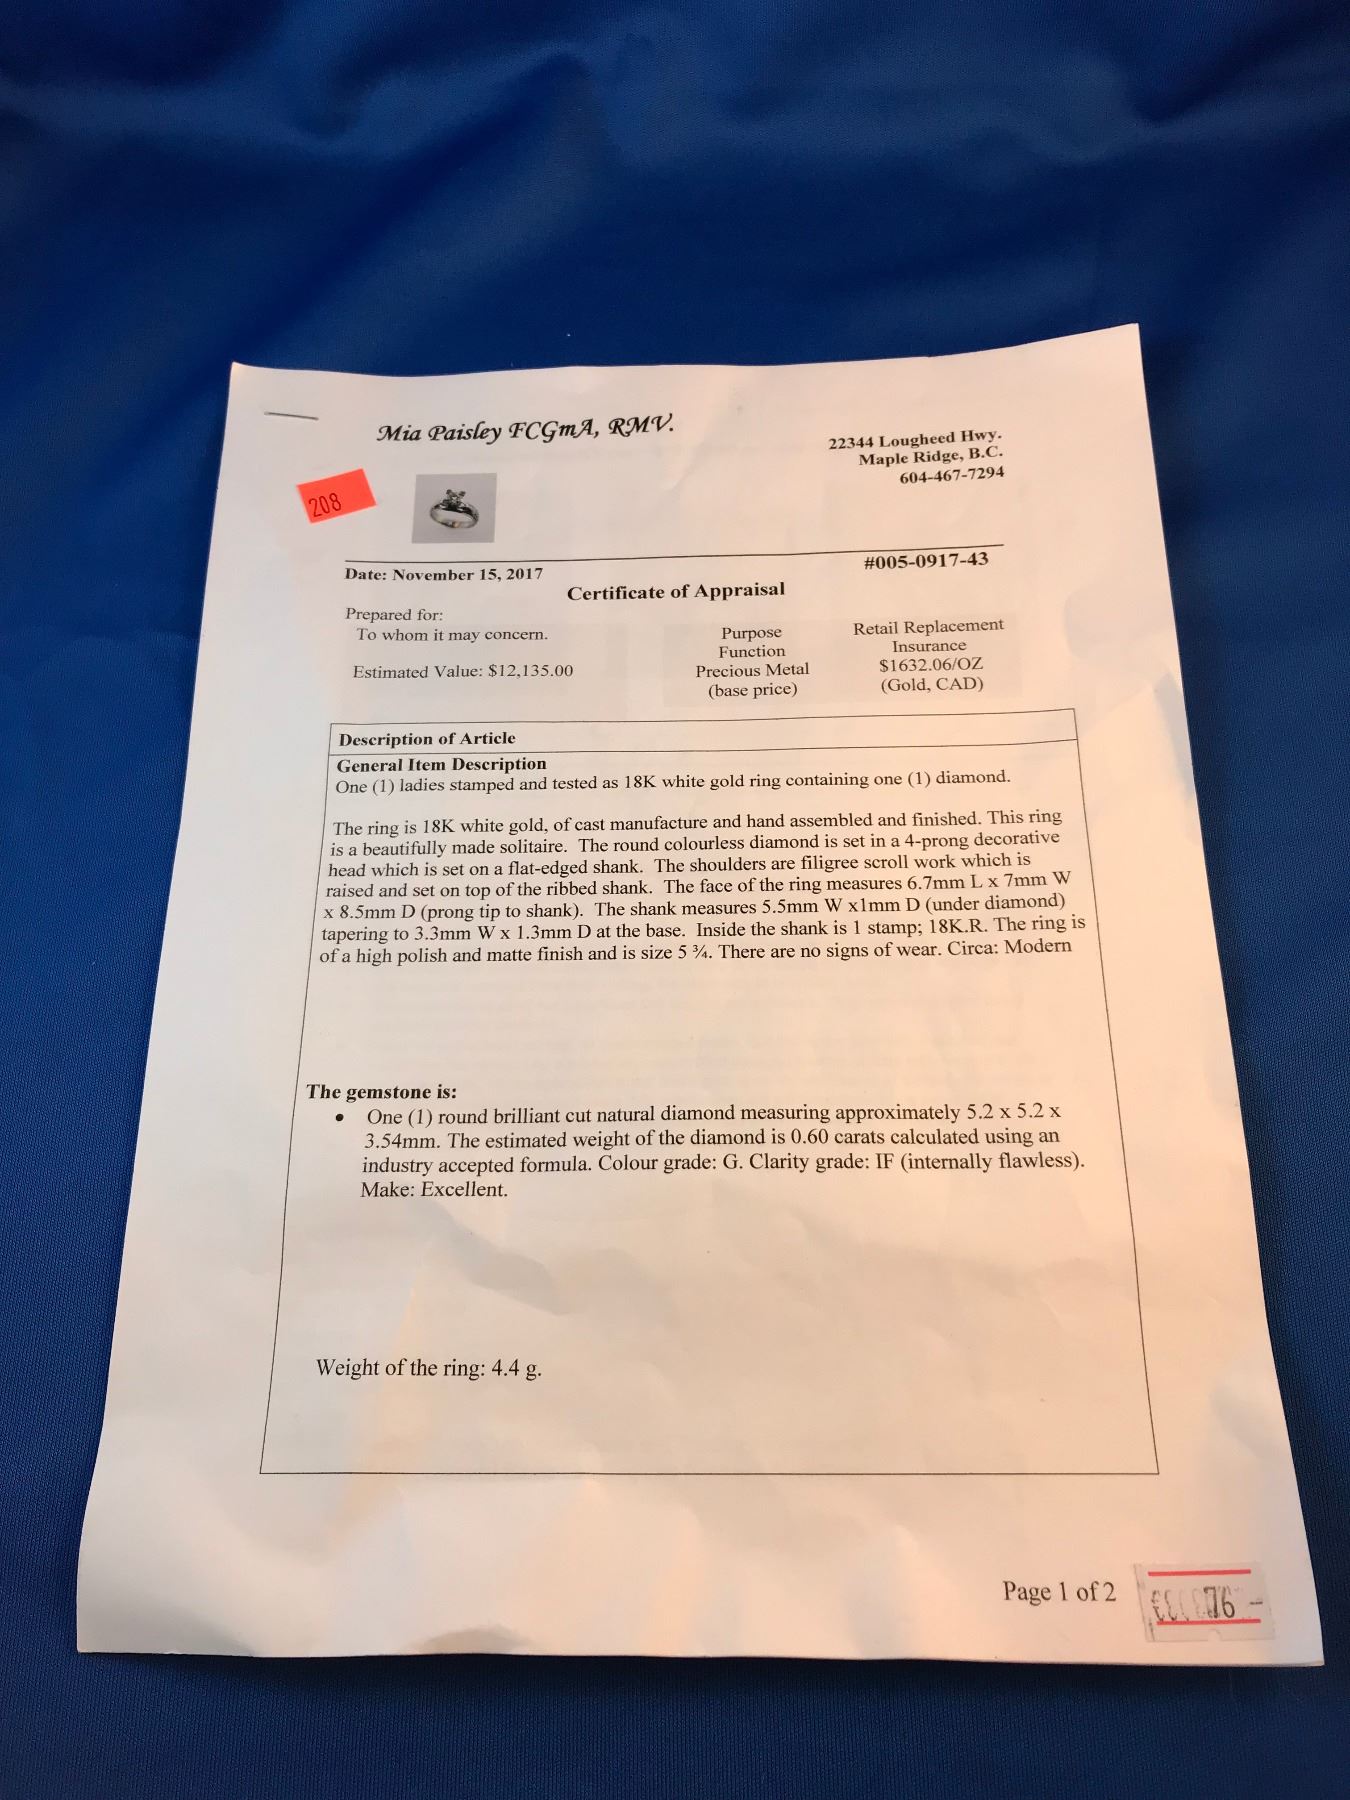 Mia Paisley FCGmA, RMV.
22344 Lougheed Hwy.
Maple Ridge, B.C.
604-467-7294
208
#005-0917-43
Date: November 15, 2017
Certificate of Appraisal
Prepared for:
To whom it may concern.
Estimated Value: $12,135.00
Purpose
Function
Precious Metal
(base price)
Retail Replacement
Insurance
$1632.06/OZ
(Gold, CAD)
Description of Article
General Item Description
One (1) ladies stamped and tested as 18K white gold ring containing one (1) diamond.
The ring is 18K white gold, of cast manufacture and hand assembled and finished. This ring
is a beautifully made solitaire. The round colourless diamond is set in a 4-prong decorative
head which is set on a flat-edged shank. The shoulders are filigree scroll work which is
raised and set on top of the ribbed shank. The face of the ring measures 6.7mm L x 7mm W
x 8.5mm D (prong tip to shank). The shank measures 5.5mm W x1mm D (under diamond)
tapering to 3.3mm W x 1.3mm D at the base. Inside the shank is 1 stamp; 18K.R. The ring is
of a high polish and matte finish and is size 5 ¾. There are no signs of wear. Circa: Modern
The gemstone is:
• One (1) round brilliant cut natural diamond measuring approximately 5.2 x 5.2 x
3.54mm. The estimated weight of the diamond is 0.60 carats calculated using an
industry accepted formula. Colour grade: G. Clarity grade: IF (internally flawless).
Make: Excellent.
Weight of the ring: 4.4 g.
Page 1 of 2